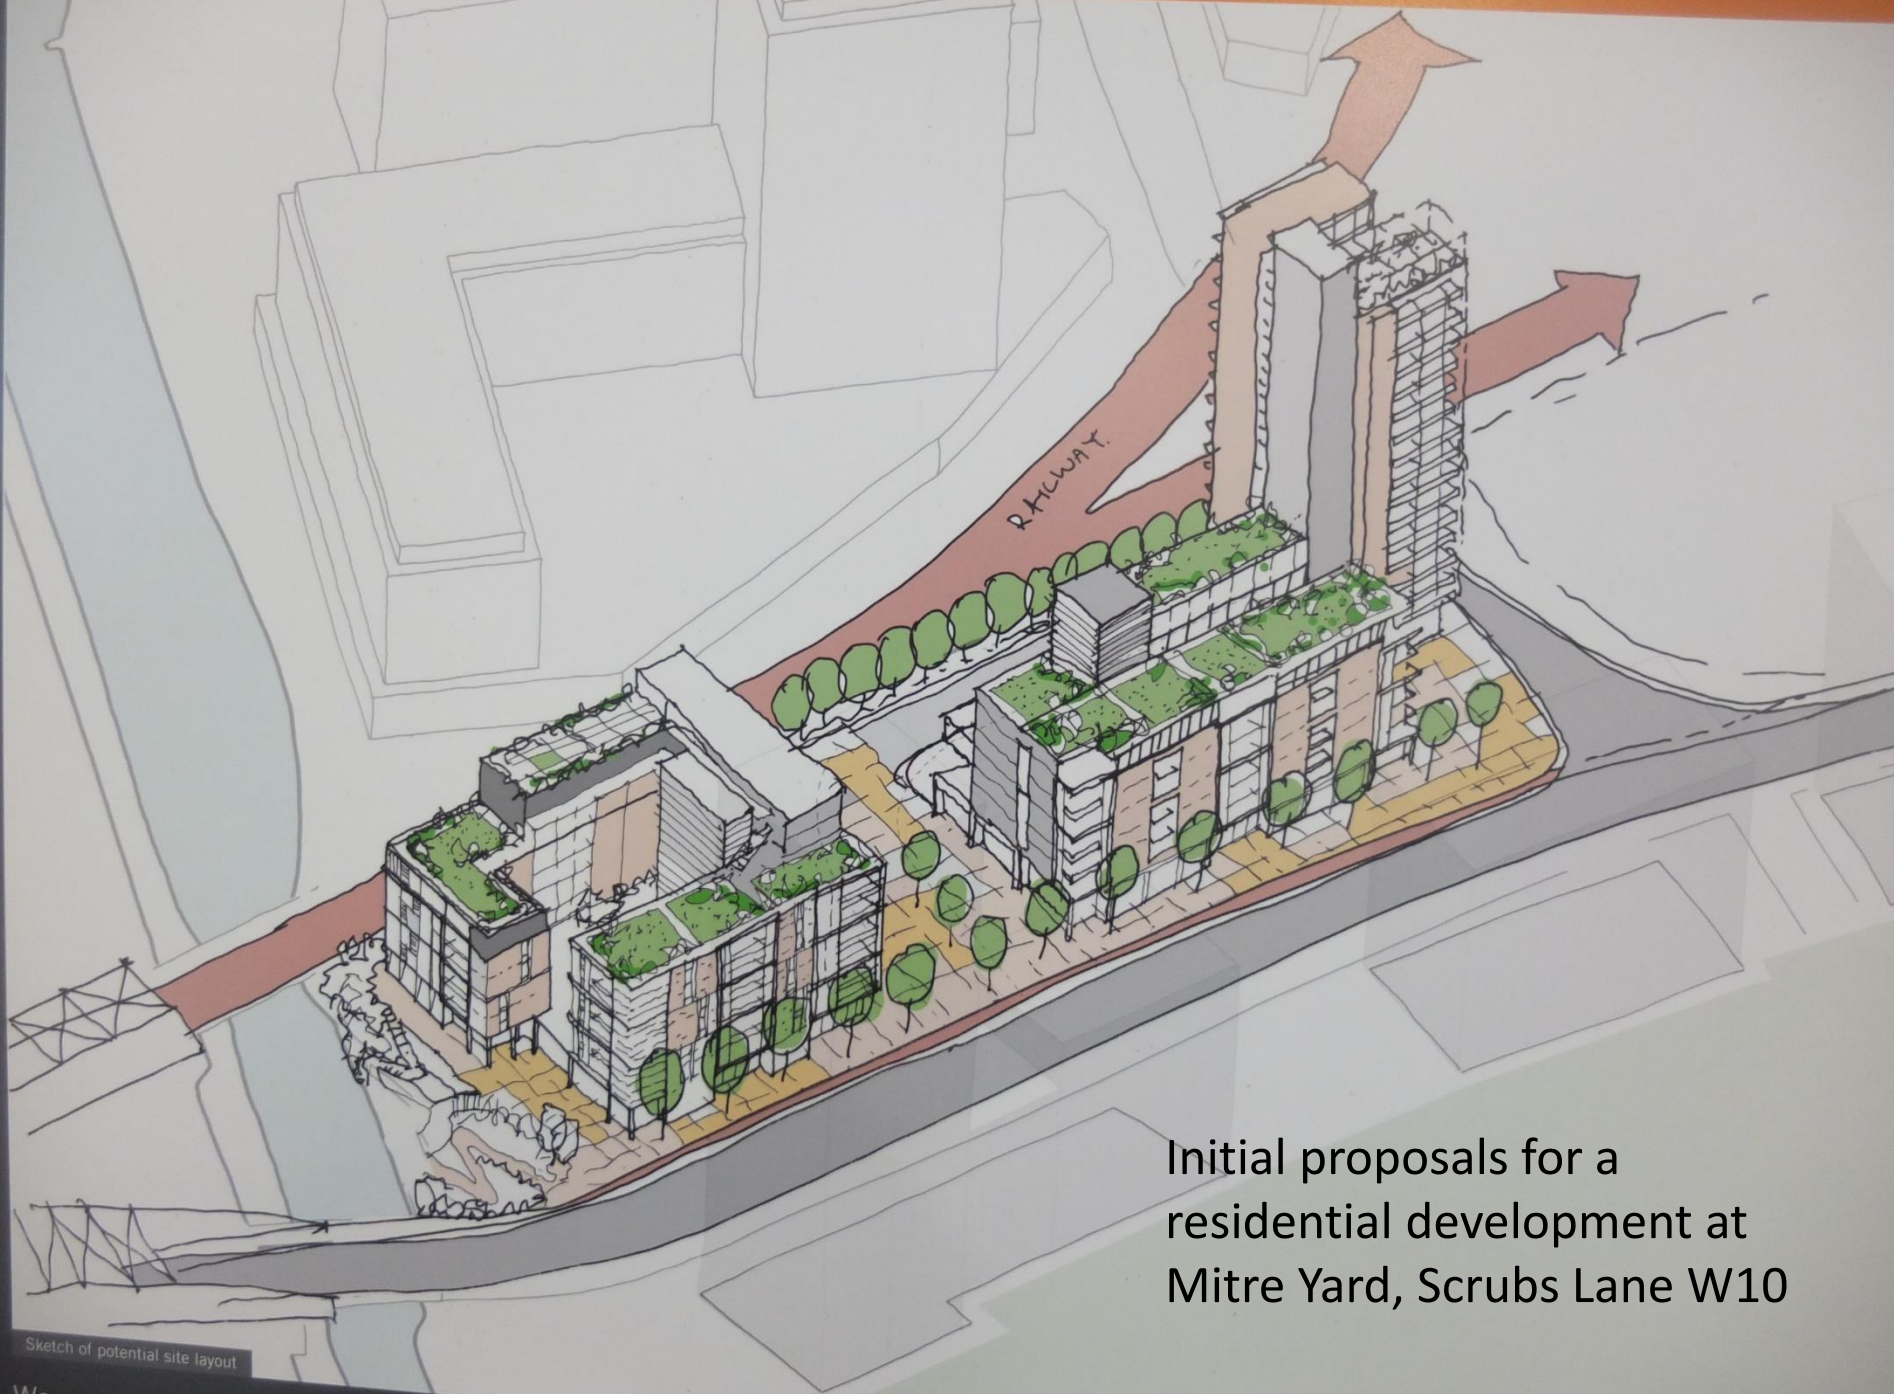 RAILWAY.
Initial proposals for a
residential development at
Mitre Yard, Scrubs Lane W10
Sketch of potential site layout